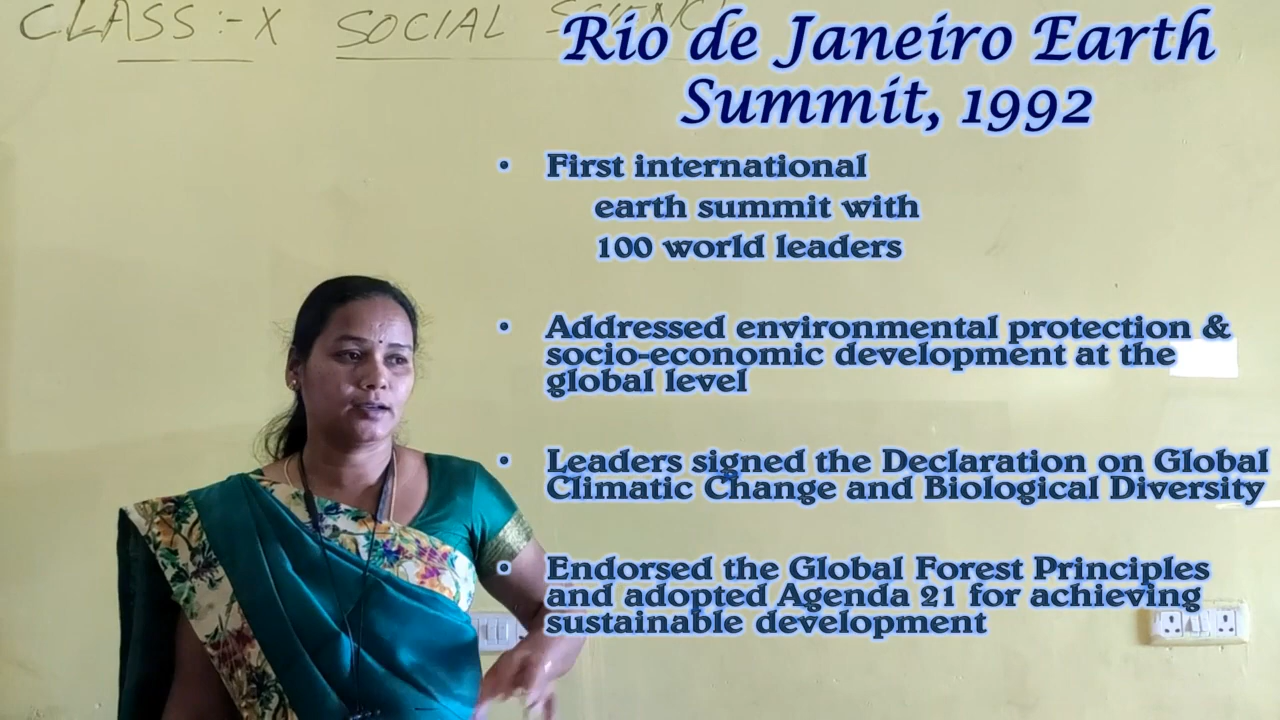 CLASS :- X SOCIAL SCIENC
Rio de Janeiro Earth
Summit, 1992
• First international
earth summit with
100 world leaders
• Addressed environmental protection &
socio-economic development at the
global level
• Leaders signed the Declaration on Global
Climatic Change and Biological Diversity
• Endorsed the Global Forest Principles
and adopted Agenda 21 for achieving
sustainable development